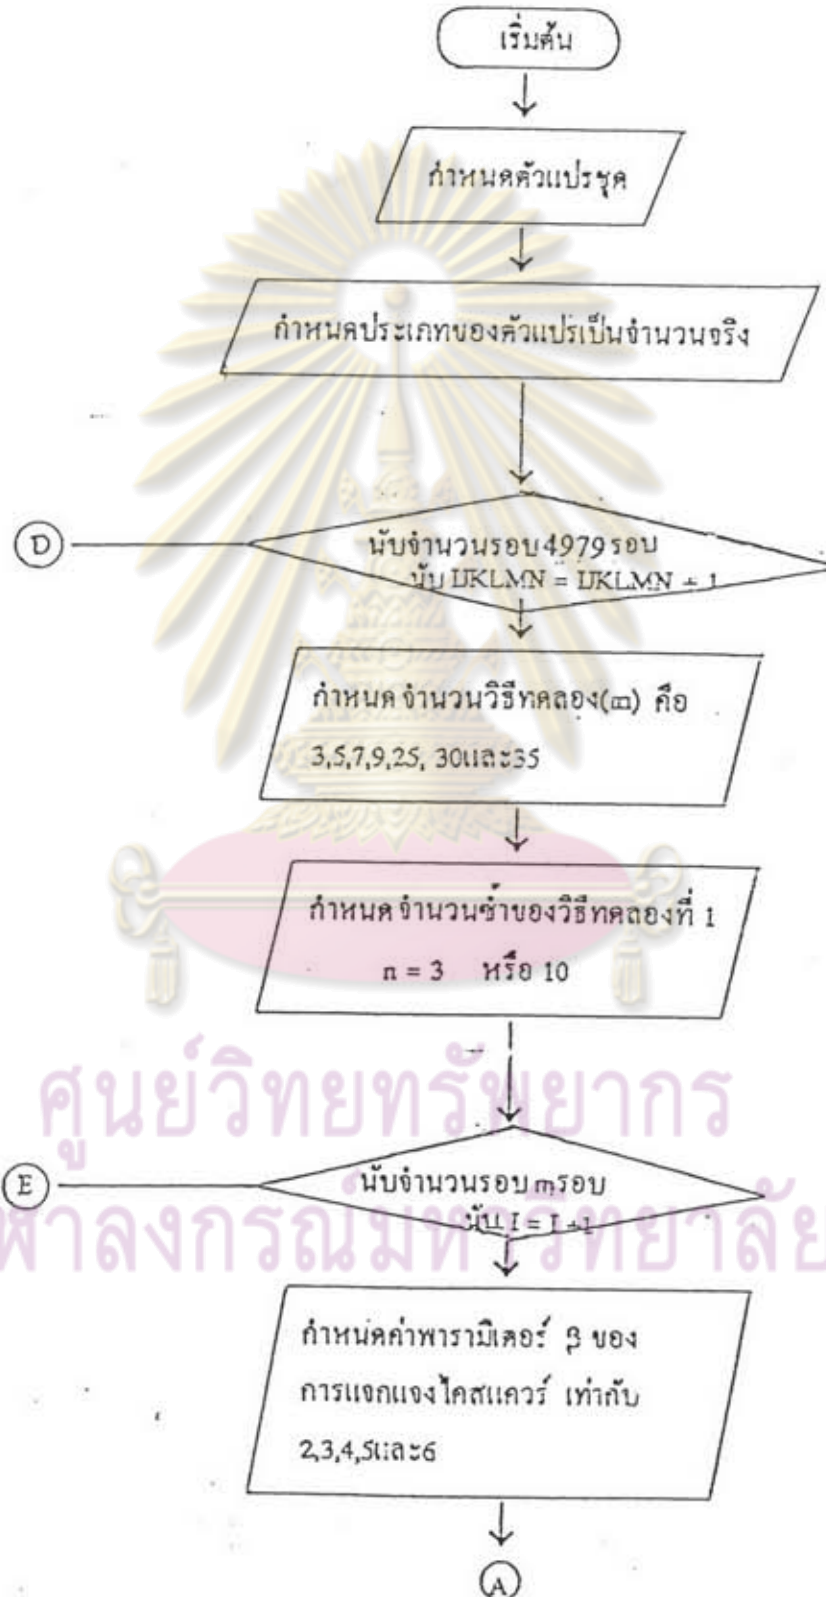 เริ่มต้น
กำหนดตัวแปรชุด
กำหนดประเภทของตัวแปรเป็นจำนวนจริง
D
นับจำนวนรอบ 4979 รอบ
นับ IJKLMN = IJKLMN + 1
กำหนด จำนวนวิธีทดลอง(m) คือ
3,5,7,9,25, 30และ35
กำหนด จำนวนซ้ำของวิธีทดลองที่ 1
n = 3 หรือ 10
ศูนย์วิทยทรัพยากร
E
นับจำนวนรอบ m รอบ
นับ I = I +1
ฬาลงกรณ์มหาวิทยาลัย
กำหนดค่าพารามิเตอร์ β ของ
การแจกแจงไคสแควร์ เท่ากับ
2,3,4,5และ6
A